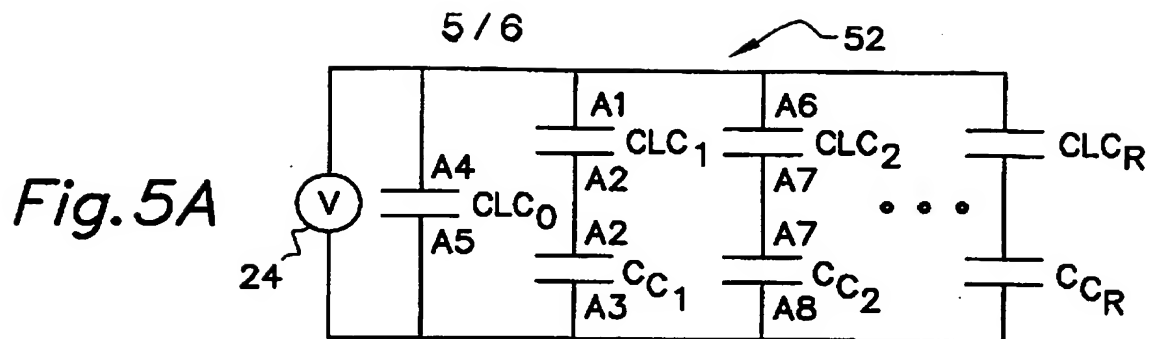 5/6
52
A1 A6
CLC1 CLC2 CLCR
A4 A2 A7
Fig. 5A V CLC0 • • •
A5 A2 A7
24 CC1 CC2 CCR
A3 A8